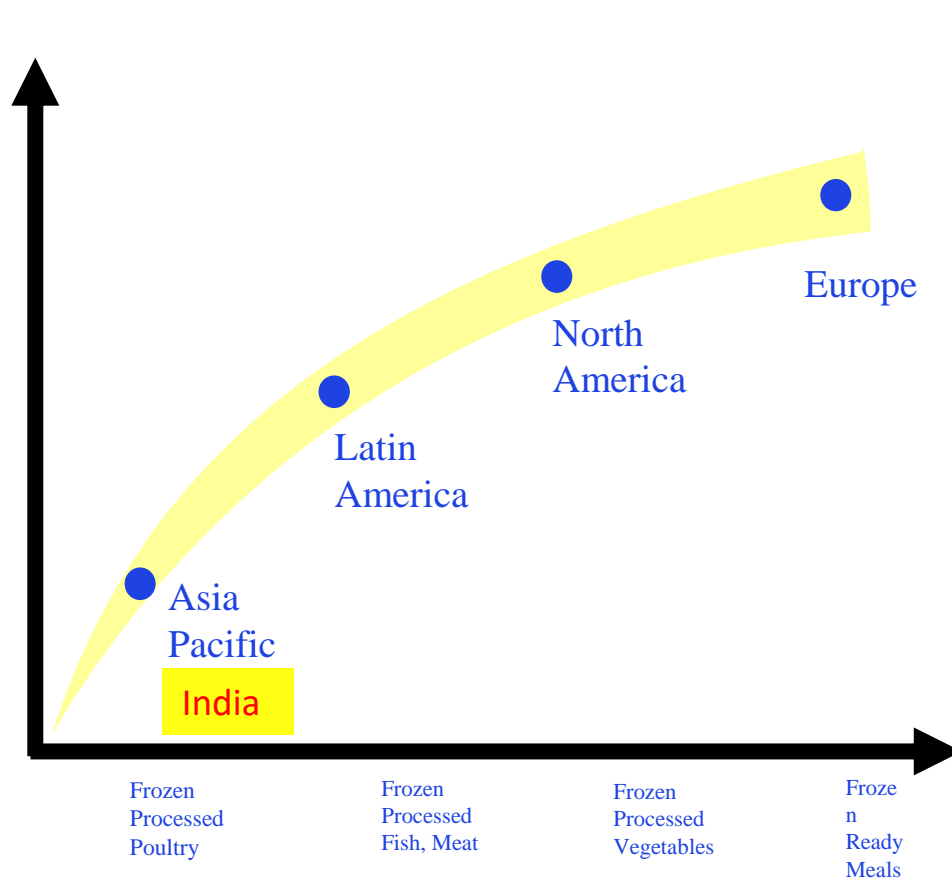 Europe
North
America
Latin
America
Asia
Pacific
India
Frozen
Processed
Poultry
Frozen
Processed
Fish, Meat
Frozen
Processed
Vegetables
Froze
n
Ready
Meals